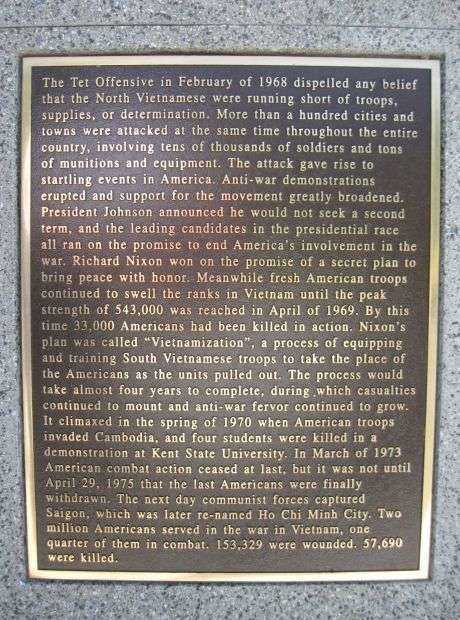 The Tet Offensive in February of 1968 dispelled any belief
that the North Vietnamese were running short of troops,
supplies, or determination. More than a hundred cities and
towns were attacked at the same time throughout the entire
country, involving tens of thousands of soldiers and tons
of munitions and equipment. The attack gave rise to
startling events in America. Anti-war demonstrations
erupted and support for the movement greatly broadened.
President Johnson announced he would not seek a second
term, and the leading candidates in the presidential race
all ran on the promise to end America's involvement in the
war. Richard Nixon won on the promise of a secret plan to
bring peace with honor. Meanwhile fresh American troops
continued to swell the ranks in Vietnam until the peak
strength of 543,000 was reached in April of 1969. By this
time 33,000 Americans had been killed in action. Nixon's
plan was called "Vietnamization", a process of equipping
and training South Vietnamese troops to take the place of
the Americans as the units pulled out. The process would
take almost four years to complete, during which casualties
continued to mount and anti-war fervor continued to grow.
It climaxed in the spring of 1970 when American troops
invaded Cambodia, and four students were killed in a
demonstration at Kent State University. In March of 1973
American combat action ceased at last, but it was not until
April 29, 1975 that the last Americans were finally
withdrawn. The next day communist forces captured
Saigon, which was later re-named Ho Chi Minh City. Two
million Americans served in the war in Vietnam, one
quarter of them in combat. 153,329 were wounded. 57,690
were killed.